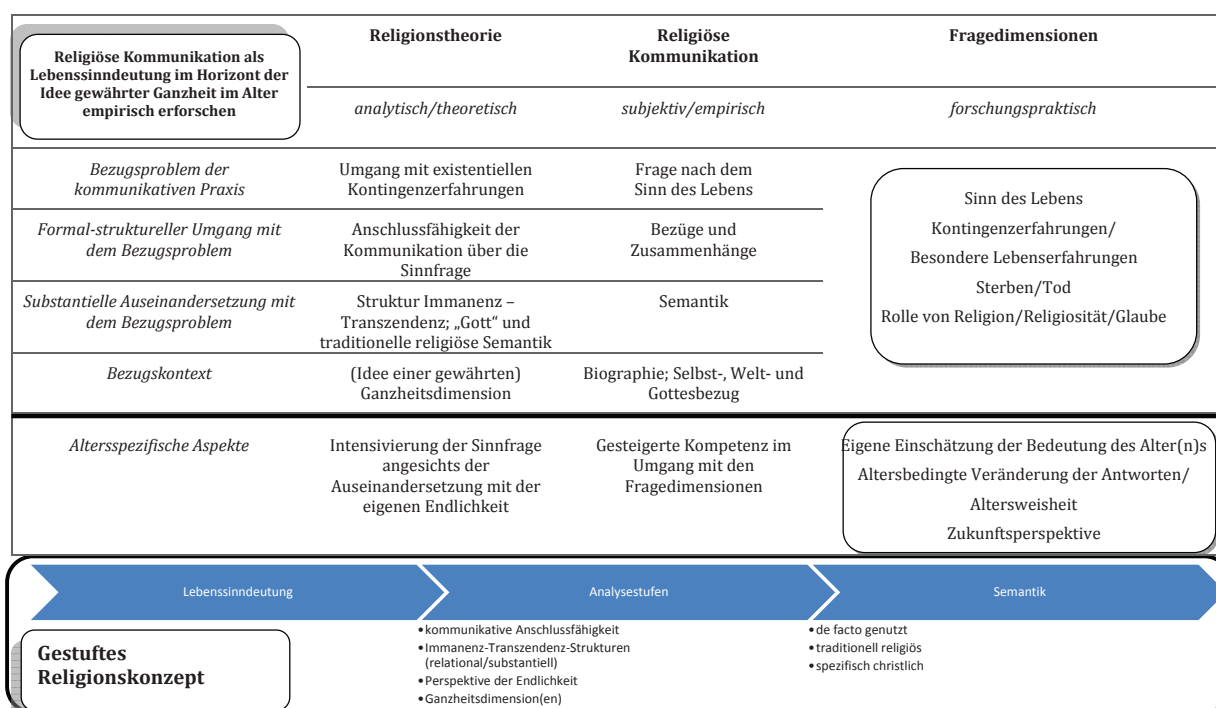 Religiöse Kommunikation als
Lebenssinndeutung im Horizont der
Idee gewährter Ganzheit im Alter
empirisch erforschen
Religionstheorie
Religiöse
Kommunikation
Fragedimensionen
analytisch/theoretisch
subjektiv/empirisch
forschungspraktisch
Bezugsproblem der
kommunikativen Praxis
Umgang mit existentiellen
Kontingenzerfahrungen
Frage nach dem
Sinn des Lebens
Formal-struktureller Umgang mit
dem Bezugsproblem
Anschlussfähigkeit der
Kommunikation über die
Sinnfrage
Bezüge und
Zusammenhänge
Substantielle Auseinandersetzung mit
dem Bezugsproblem
Struktur Immanenz –
Transzendenz; „Gott“ und
traditionelle religiöse Semantik
Semantik
Bezugskontext
(Idee einer gewährten)
Ganzheitsdimension
Biographie; Selbst-, Welt- und
Gottesbezug
Sinn des Lebens
Kontingenzerfahrungen/
Besondere Lebenserfahrungen
Sterben/Tod
Rolle von Religion/Religiosität/Glaube
Altersspezifische Aspekte
Intensivierung der Sinnfrage
angesichts der
Auseinandersetzung mit der
eigenen Endlichkeit
Gesteigerte Kompetenz im
Umgang mit den
Fragedimensionen
Eigene Einschätzung der Bedeutung des Alter(n)s
Altersbedingte Veränderung der Antworten/
Altersweisheit
Zukunftsperspektive
Lebenssinndeutung
Analysestufen
Semantik
Gestuftes
Religionskonzept
•kommunikative Anschlussfähigkeit
•Immanenz-Transzendenz-Strukturen
(relational/substantiell)
•Perspektive der Endlichkeit
•Ganzheitsdimension(en)
•de facto genutzt
•traditionell religiös
•spezifisch christlich